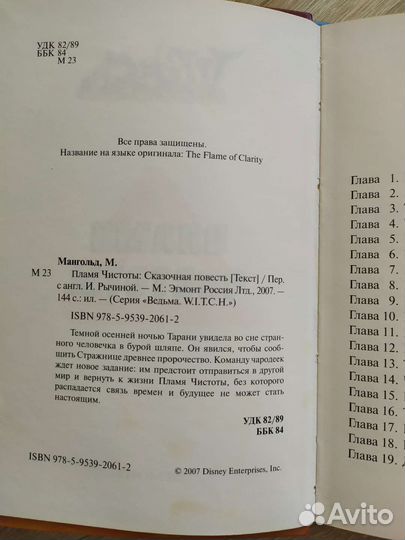 УДК 82/89
ББК 84
М 23
Все права защищены.
Название на языке оригинала: The Flame of Clarity
Мангольд, М.
М 23 Пламя Чистоты: Сказочная повесть [Текст] / Пер.
с англ. И. Рычиной. — М.: Эгмонт Россия Лтд., 2007. —
144 с.: ил. — (Серия «Ведьма. W.I.T.C.H.»)
ISBN 978-5-9539-2061-2
Темной осенней ночью Тарани увидела во сне стран-
ного человечка в бурой шляпе. Он явился, чтобы сооб-
щить Стражнице древнее пророчество. Команду чародеек
ждет новое задание: им предстоит отправиться в другой
мир и вернуть к жизни Пламя Чистоты, без которого
распадается связь времен и будущее не может стать
настоящим.
УДК 82/89
ББК 84
ISBN 978-5-9539-2061-2
© 2007 Disney Enterprises, Inc.
Глава 1.
Глава 2.
Глава 3.
Глава 4.
Глава 5.
Глава 6.
Глава 7.
Глава 8.
Глава 9.
Глава 10.
Глава 11.
Глава 12.
Глава 13.
Глава 14.
Глава 15.
Глава 16.
Глава 17.
Глава 18.
Глава 19.
Avito